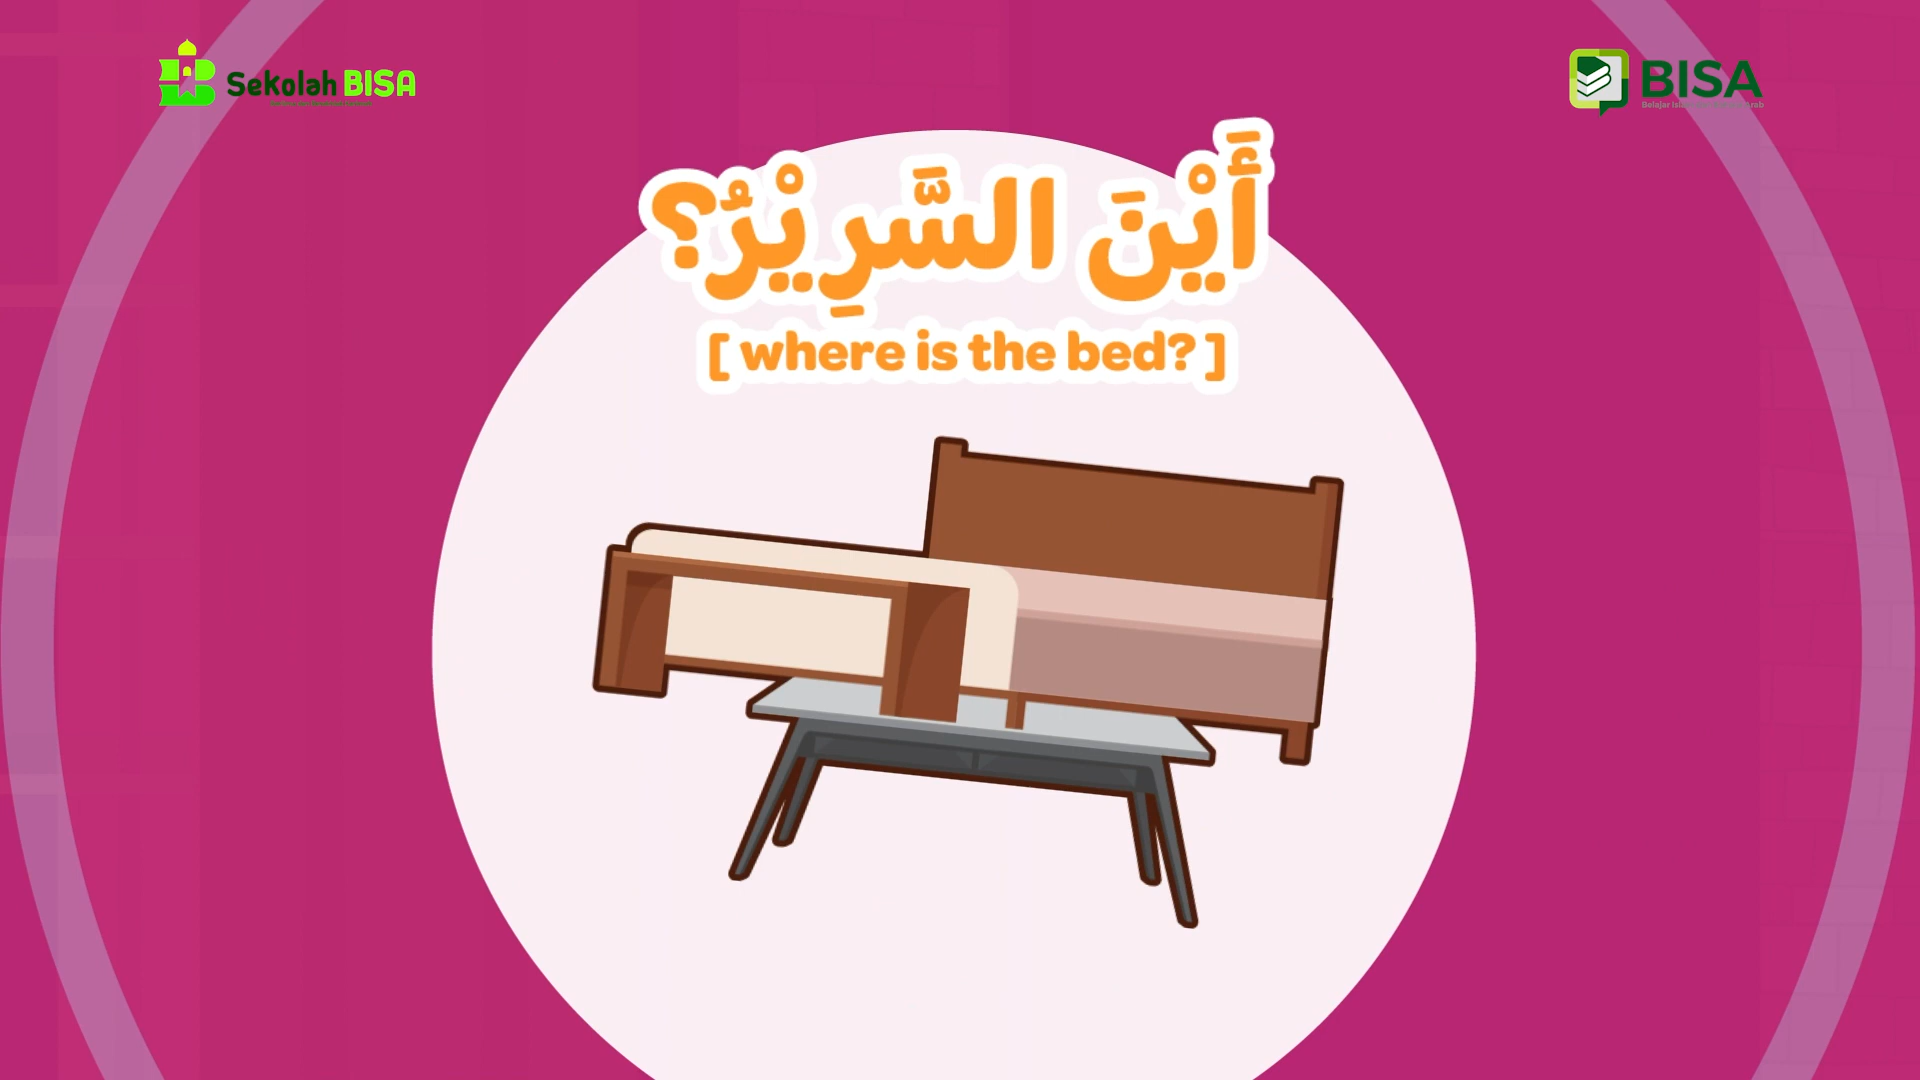 Sekolah BISA
BISA
أَيْنَ السَّرِيْرُ؟
[ where is the bed? ]